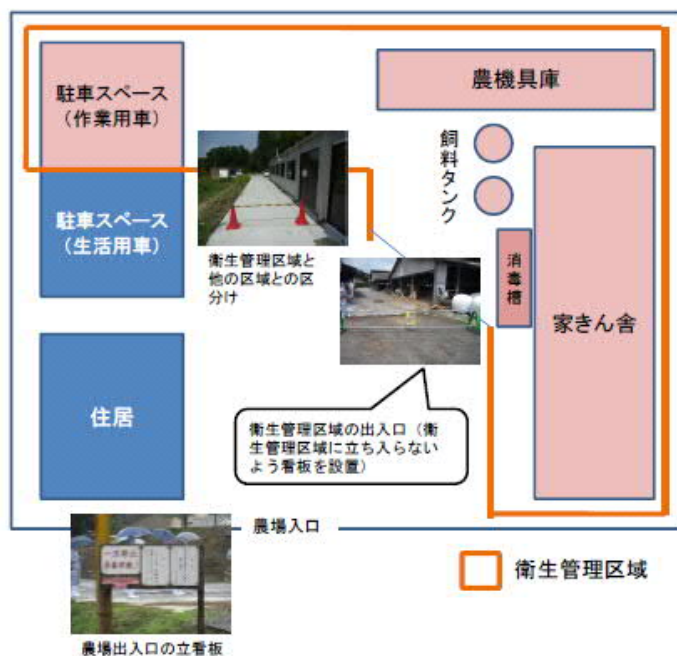 駐車スペース
（作業用車）
農機具庫
飼料タンク
駐車スペース
（生活用車）
衛生管理区域と
他の区域との区
分け
消毒槽
家きん舎
住居
衛生管理区域の出入口（衛
生管理区域に立ち入らない
よう看板を設置）
農場入口
衛生管理区域
農場出入口の立看板